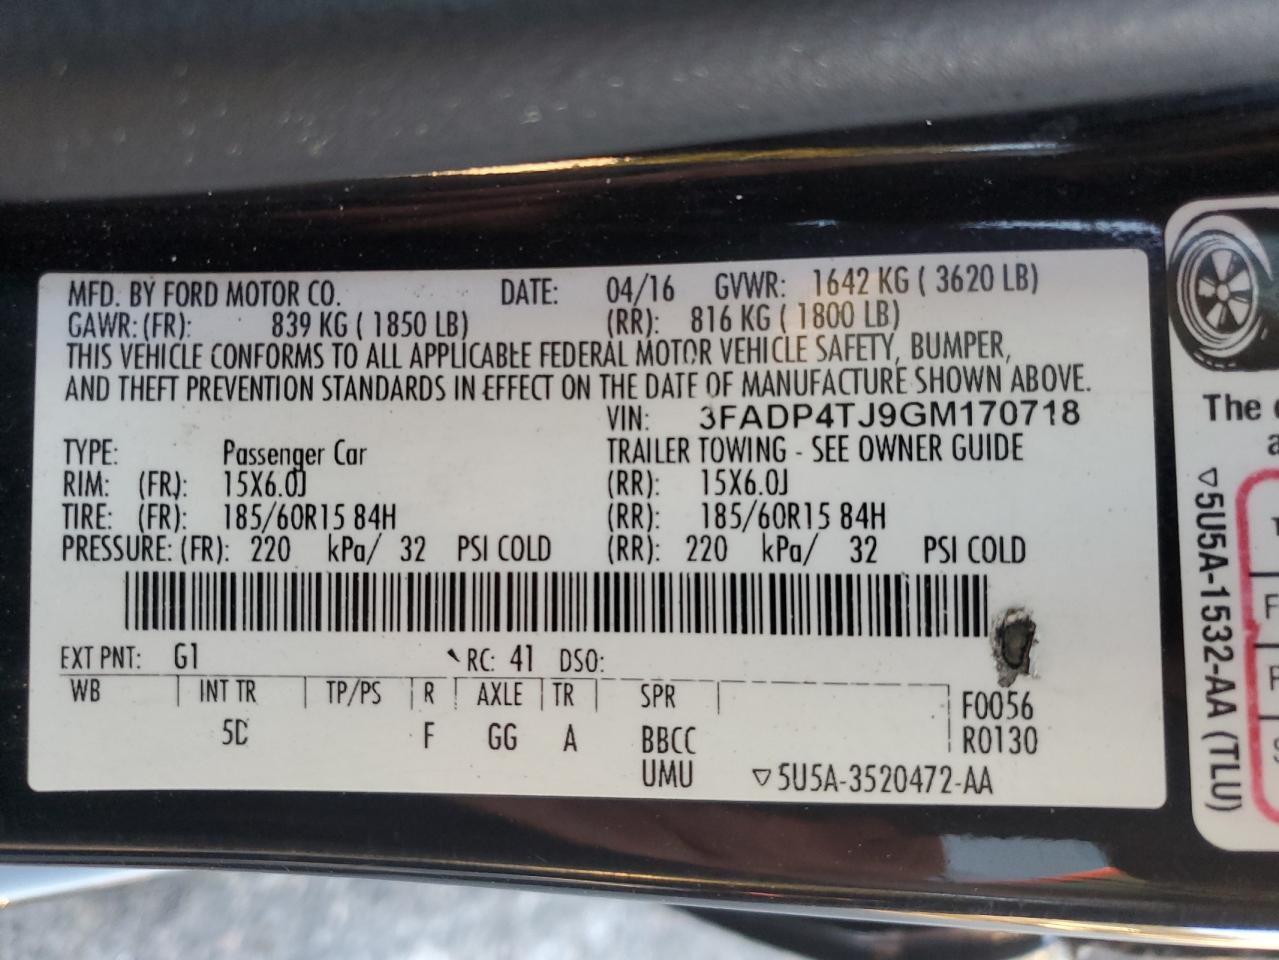 MFD. BY FORD MOTOR CO. DATE: 04/16 GVWR: 1642 KG ( 3620 LB)
GAWR: (FR): 839 KG ( 1850 LB) (RR): 816 KG ( 1800 LB)
THIS VEHICLE CONFORMS TO ALL APPLICABLE FEDERAL MOTOR VEHICLE SAFETY, BUMPER,
AND THEFT PREVENTION STANDARDS IN EFFECT ON THE DATE OF MANUFACTURE SHOWN ABOVE.
VIN: 3FADP4TJ9GM170718
TYPE: Passenger Car TRAILER TOWING - SEE OWNER GUIDE
RIM: (FR): 15X6.0J (RR): 15X6.0J
TIRE: (FR): 185/60R15 84H (RR): 185/60R15 84H
PRESSURE: (FR): 220 kPa/ 32 PSI COLD (RR): 220 kPa/ 32 PSI COLD
EXT PNT: G1 RC: 41 DSO:
WB INT TR TP/PS R AXLE TR SPR F0056
5D F GG A BBCC R0130
UMU ▽5U5A-3520472-AA
The
▽5U5A-1532-AA (TLU)